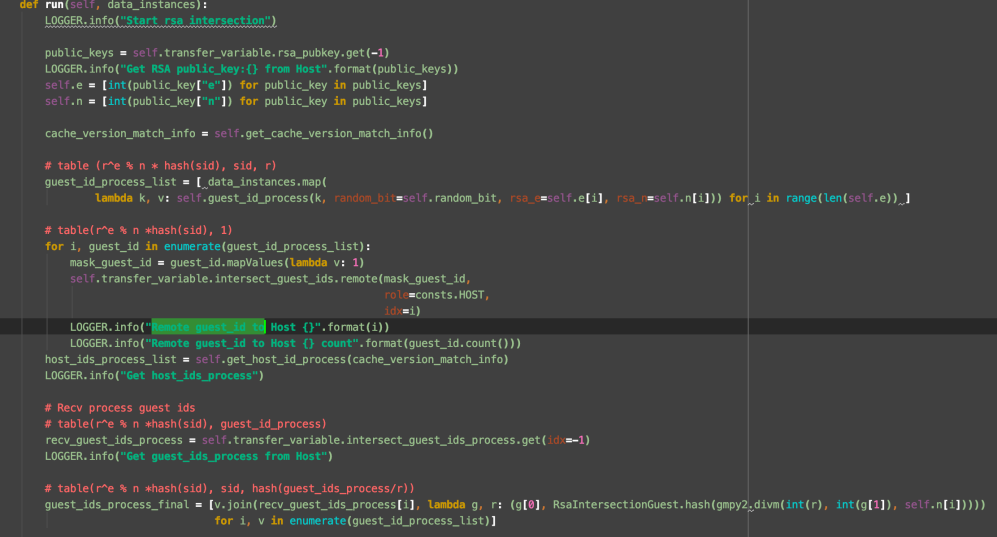 def run(self, data_instances):
    LOGGER.info("Start rsa intersection")

    public_keys = self.transfer_variable.rsa_pubkey.get(-1)
    LOGGER.info("Get RSA public_key:{} from Host".format(public_keys))
    self.e = [int(public_key["e"]) for public_key in public_keys]
    self.n = [int(public_key["n"]) for public_key in public_keys]

    cache_version_match_info = self.get_cache_version_match_info()

    # table (r^e % n * hash(sid), sid, r)
    guest_id_process_list = [ data_instances.map(
            lambda k, v: self.guest_id_process(k, random_bit=self.random_bit, rsa_e=self.e[i], rsa_n=self.n[i])) for i in range(len(self.e)) ]

    # table(r^e % n *hash(sid), 1)
    for i, guest_id in enumerate(guest_id_process_list):
        mask_guest_id = guest_id.mapValues(lambda v: 1)
        self.transfer_variable.intersect_guest_ids.remote(mask_guest_id,
                                                          role=consts.HOST,
                                                          idx=i)
        LOGGER.info("Remote guest_id to Host {}".format(i))
        LOGGER.info("Remote guest_id to Host {} count".format(guest_id.count()))
    host_ids_process_list = self.get_host_id_process(cache_version_match_info)
    LOGGER.info("Get host_ids_process")

    # Recv process guest ids
    # table(r^e % n *hash(sid), guest_id_process)
    recv_guest_ids_process = self.transfer_variable.intersect_guest_ids_process.get(idx=-1)
    LOGGER.info("Get guest_ids_process from Host")

    # table(r^e % n *hash(sid), sid, hash(guest_ids_process/r))
    guest_ids_process_final = [v.join(recv_guest_ids_process[i], lambda g, r: (g[0], RsaIntersectionGuest.hash(gmpy2.divm(int(r), int(g[1]), self.n[i]))))
                               for i, v in enumerate(guest_id_process_list)]